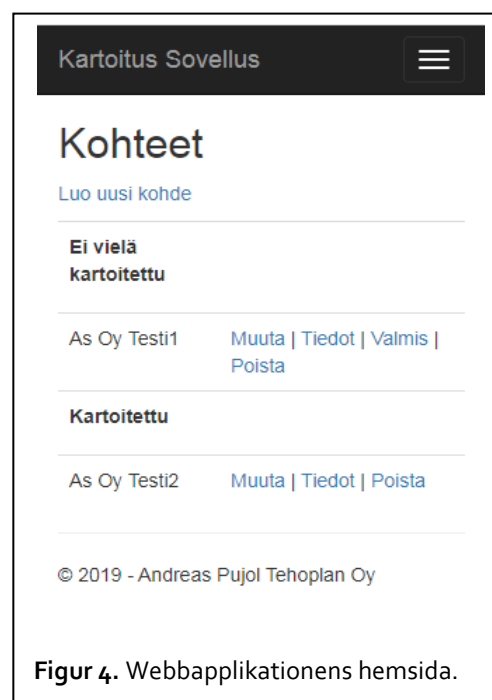 Kartoitus Sovellus
Kohteet
Luo uusi kohde
Ei vielä
kartoitettu
As Oy Testi1 Muuta | Tiedot | Valmis |
Poista
Kartoitettu
As Oy Testi2 Muuta | Tiedot | Poista
© 2019 - Andreas Pujol Tehoplan Oy
Figur 4. Webbapplikationens hemsida.